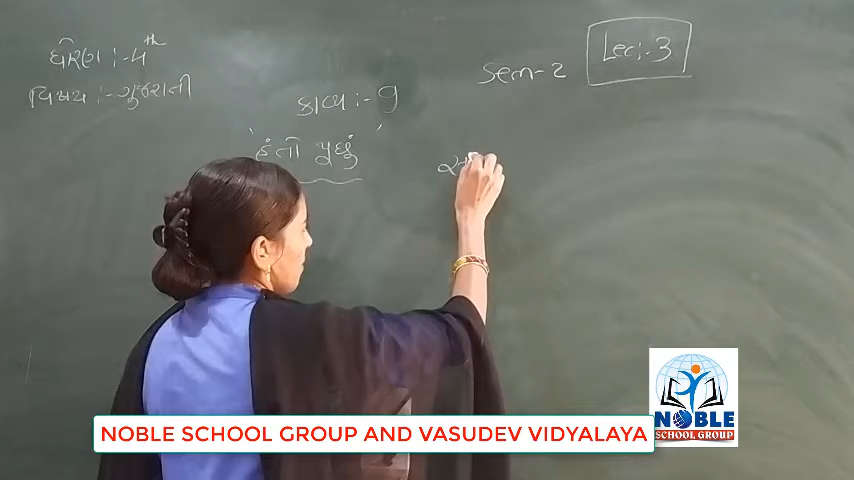 ધોરણ :- 4th
વિષય :- ગુજરાતી
Sem-2
Lec:-3
કાવ્ય :- 9
'હું તો પૂછું'
NOBLE SCHOOL GROUP AND VASUDEV VIDYALAYA
NOBLE
SCHOOL GROUP